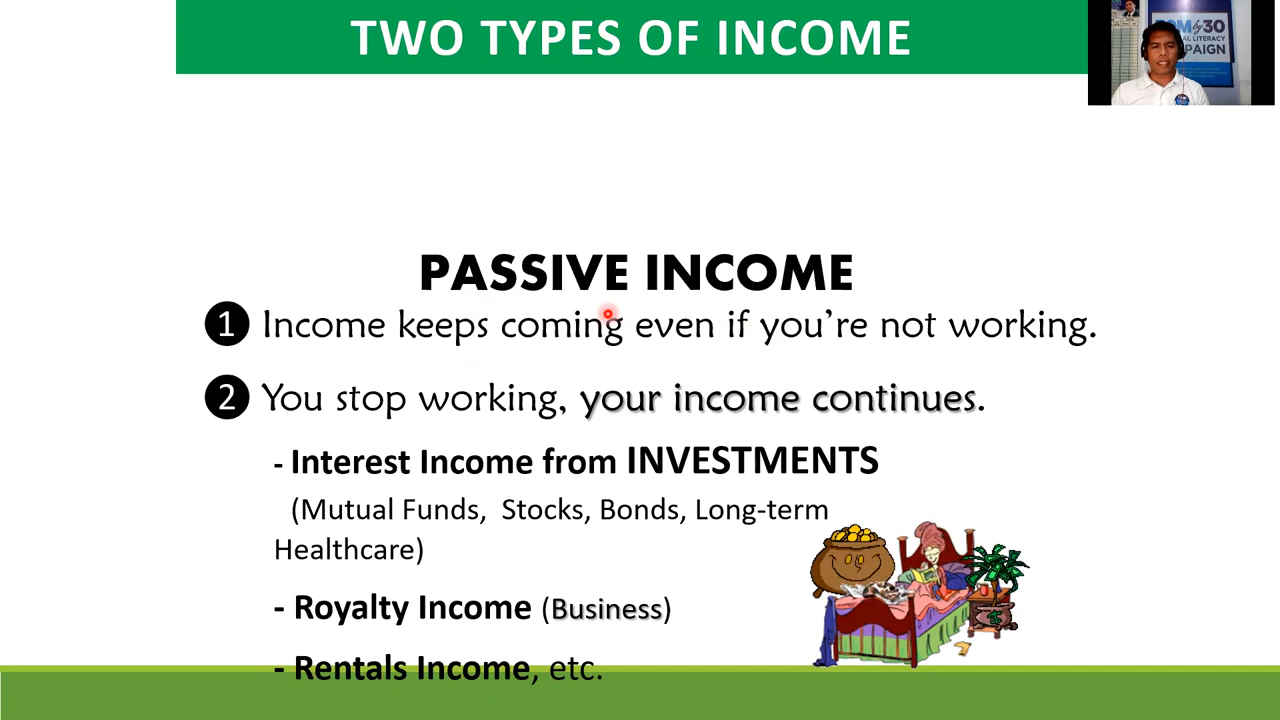 TWO TYPES OF INCOME
by30
CAMPAIGN
PASSIVE INCOME
1 Income keeps coming even if you're not working.
2 You stop working, your income continues.
- Interest Income from INVESTMENTS
(Mutual Funds, Stocks, Bonds, Long-term
Healthcare)
- Royalty Income (Business)
- Rentals Income, etc.